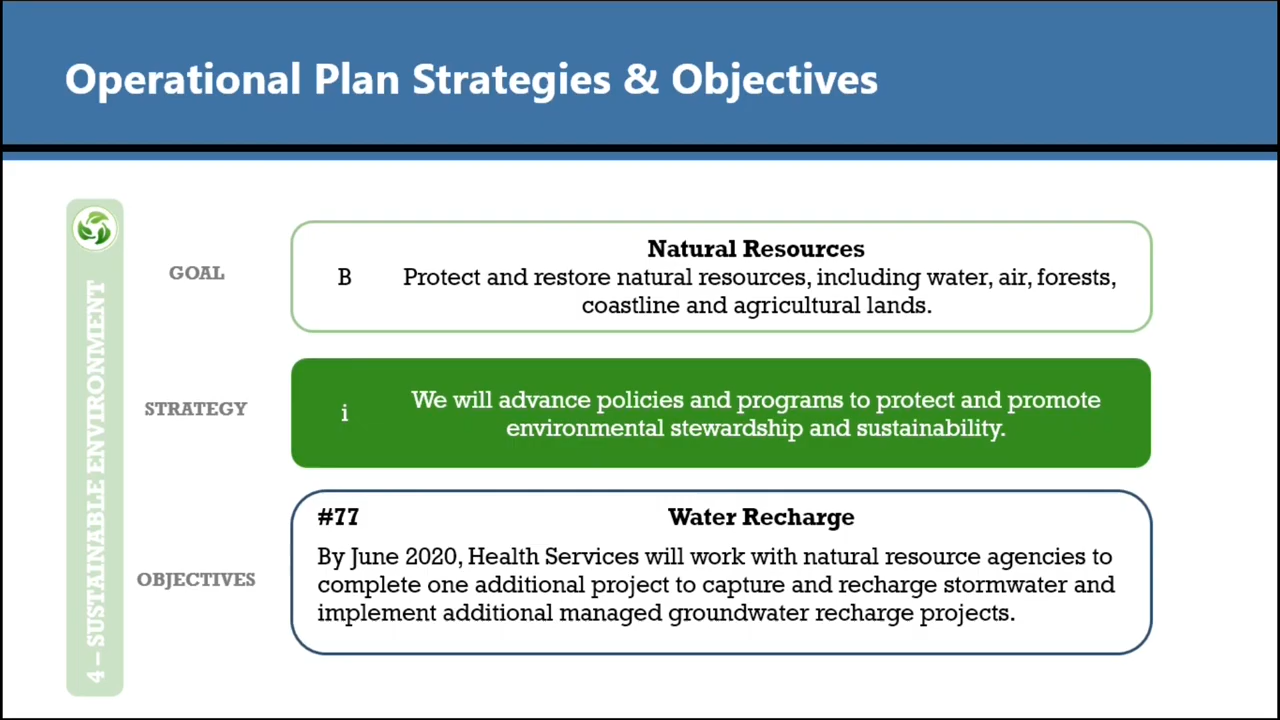 Operational Plan Strategies & Objectives
4 – SUSTAINABLE ENVIRONMENT
GOAL
B
Natural Resources
Protect and restore natural resources, including water, air, forests,
coastline and agricultural lands.
STRATEGY
i
We will advance policies and programs to protect and promote
environmental stewardship and sustainability.
OBJECTIVES
#77 Water Recharge
By June 2020, Health Services will work with natural resource agencies to
complete one additional project to capture and recharge stormwater and
implement additional managed groundwater recharge projects.